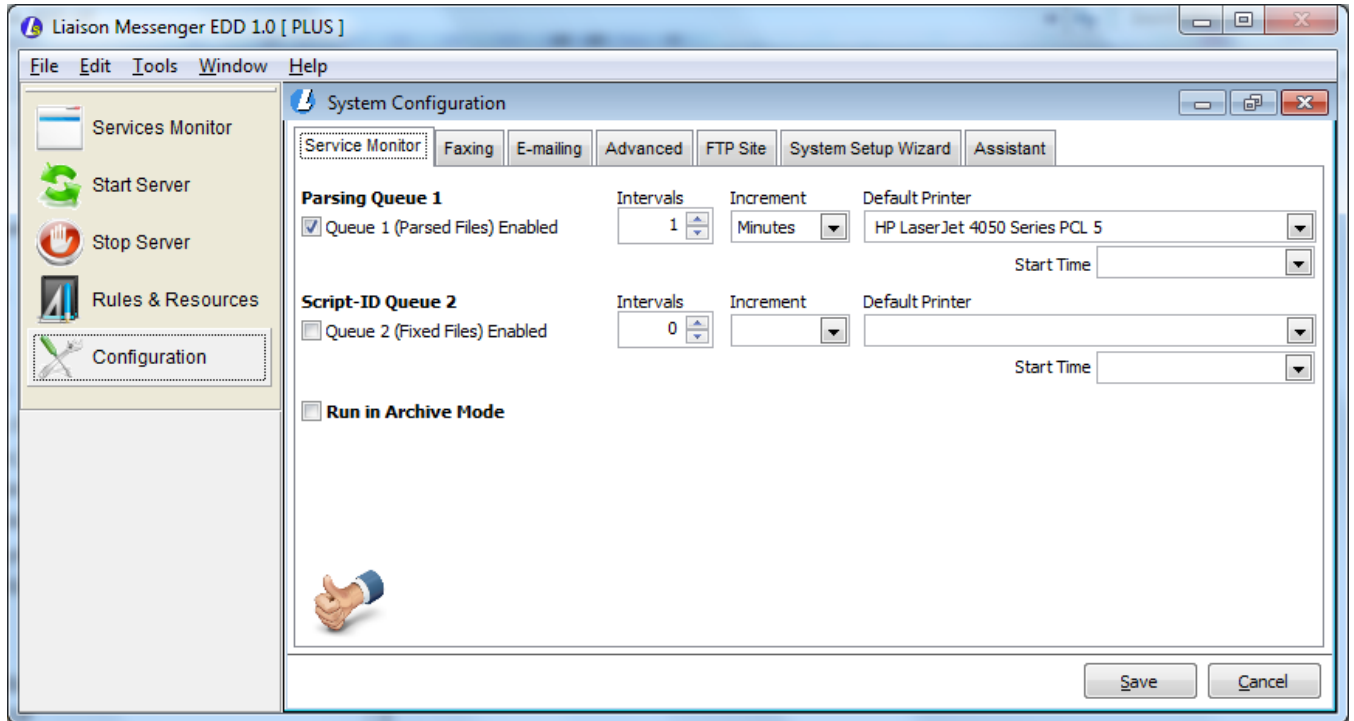 Liaison Messenger EDD 1.0 [ PLUS ]
File Edit Tools Window Help
Services Monitor
Start Server
Stop Server
Rules & Resources
Configuration
System Configuration
Service Monitor Faxing E-mailing Advanced FTP Site System Setup Wizard Assistant
Parsing Queue 1 Intervals Increment Default Printer
Queue 1 (Parsed Files) Enabled 1 Minutes HP LaserJet 4050 Series PCL 5
Start Time
Script-ID Queue 2 Intervals Increment Default Printer
Queue 2 (Fixed Files) Enabled 0
Start Time
Run in Archive Mode
Save Cancel